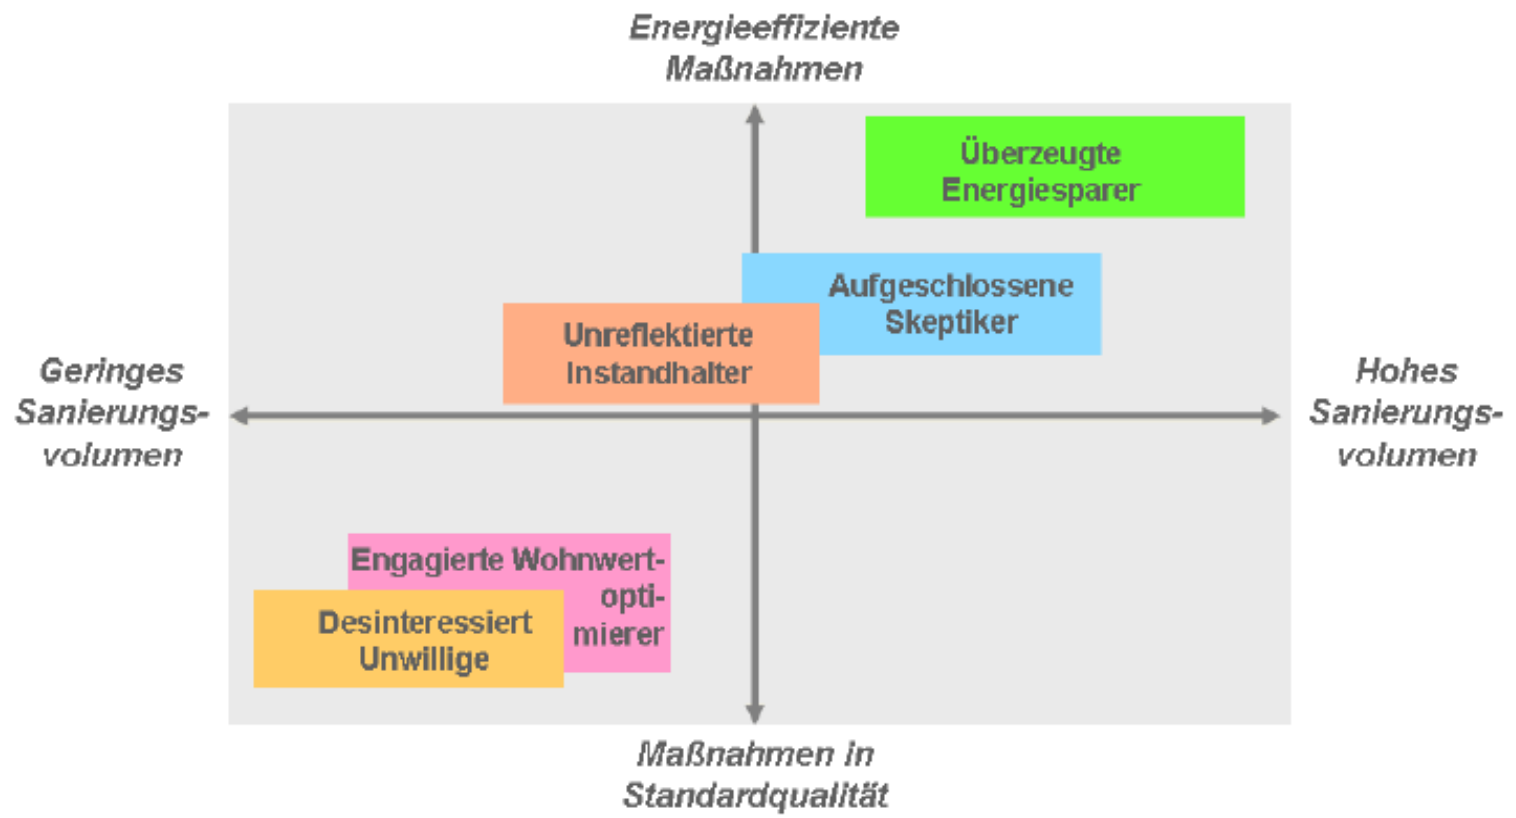 Energieeffiziente
Maßnahmen
Überzeugte
Energiesparer
Aufgeschlossene
Skeptiker
Unreflektierte
Instandhalter
Geringes
Sanierungs-
volumen
Hohes
Sanierungs-
volumen
Engagierte Wohnwert-
opti-
mierer
Desinteressiert
Unwillige
Maßnahmen in
Standardqualität